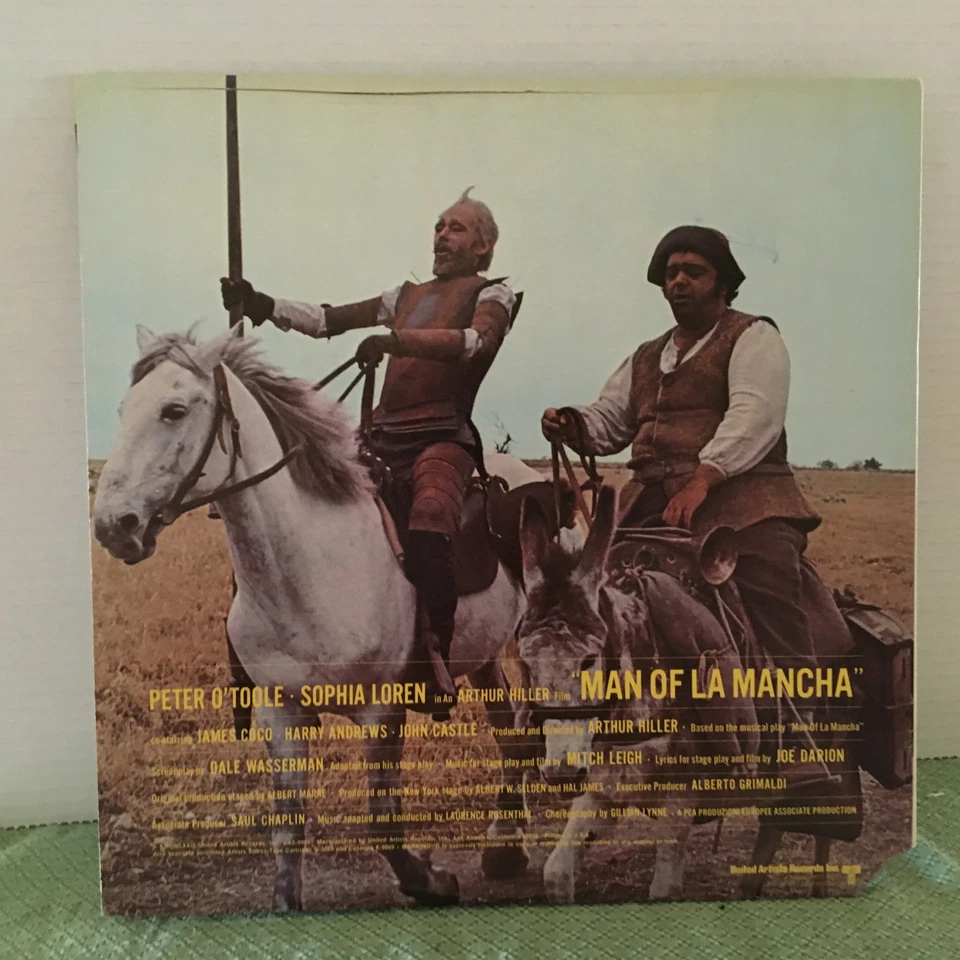 PETER O'TOOLE · SOPHIA LOREN in An ARTHUR HILLER Film "MAN OF LA MANCHA"
co-starring JAMES COCO · HARRY ANDREWS · JOHN CASTLE · Produced and Directed by ARTHUR HILLER · Based on the musical play "Man Of La Mancha"
Screenplay by DALE WASSERMAN Adapted from his stage play · Music for stage play and film by MITCH LEIGH · Lyrics for stage play and film by JOE DARION
Original production staged by ALBERT MARRE · Produced on the New York stage by ALBERT W. SELDEN and HAL JAMES · Executive Producer ALBERTO GRIMALDI
Associate Producer SAUL CHAPLIN · Music adapted and conducted by LAURENCE ROSENTHAL · Choreography by GILLIAN LYNNE · A PEA PRODUZIONI EUROPEE ASSOCIATE PRODUCTION
United Artists Records, Inc.
United Artists Records Inc